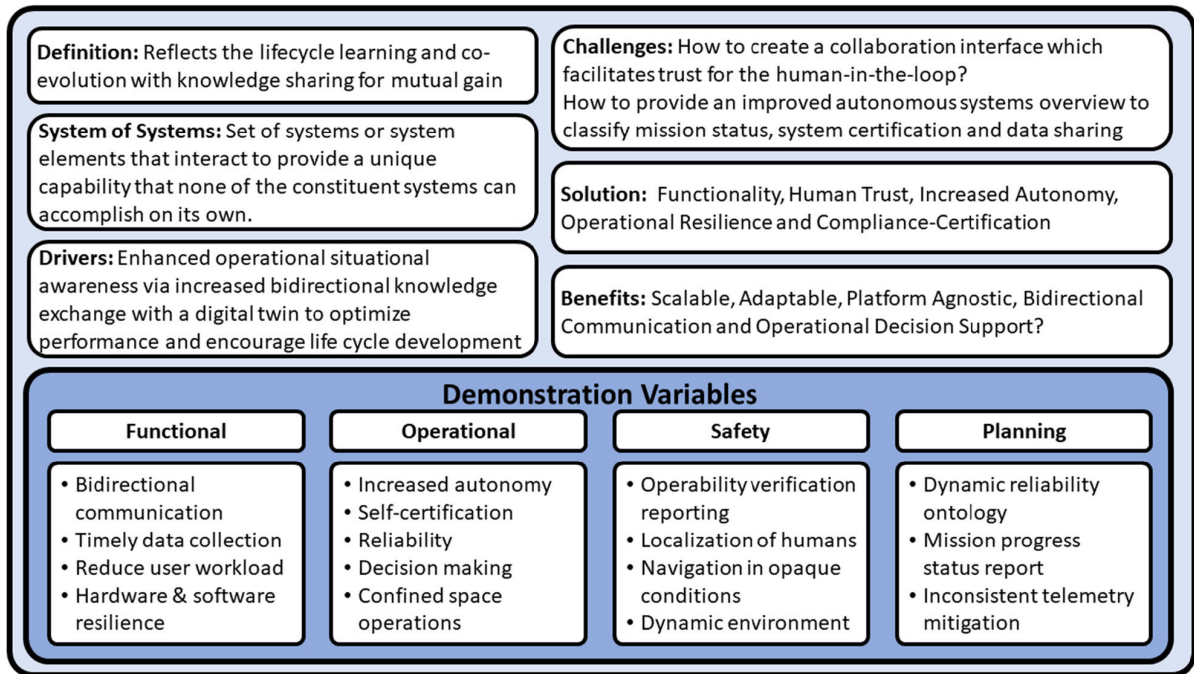 Definition: Reflects the lifecycle learning and co-
evolution with knowledge sharing for mutual gain
System of Systems: Set of systems or system
elements that interact to provide a unique
capability that none of the constituent systems can
accomplish on its own.
Drivers: Enhanced operational situational
awareness via increased bidirectional knowledge
exchange with a digital twin to optimize
performance and encourage life cycle development
Challenges: How to create a collaboration interface which
facilitates trust for the human-in-the-loop?
How to provide an improved autonomous systems overview to
classify mission status, system certification and data sharing
Solution: Functionality, Human Trust, Increased Autonomy,
Operational Resilience and Compliance-Certification
Benefits: Scalable, Adaptable, Platform Agnostic, Bidirectional
Communication and Operational Decision Support?
Demonstration Variables
Functional
• Bidirectional
communication
• Timely data collection
• Reduce user workload
• Hardware & software
resilience
Operational
• Increased autonomy
• Self-certification
• Reliability
• Decision making
• Confined space
operations
Safety
• Operability verification
reporting
• Localization of humans
• Navigation in opaque
conditions
• Dynamic environment
Planning
• Dynamic reliability
ontology
• Mission progress
status report
• Inconsistent telemetry
mitigation